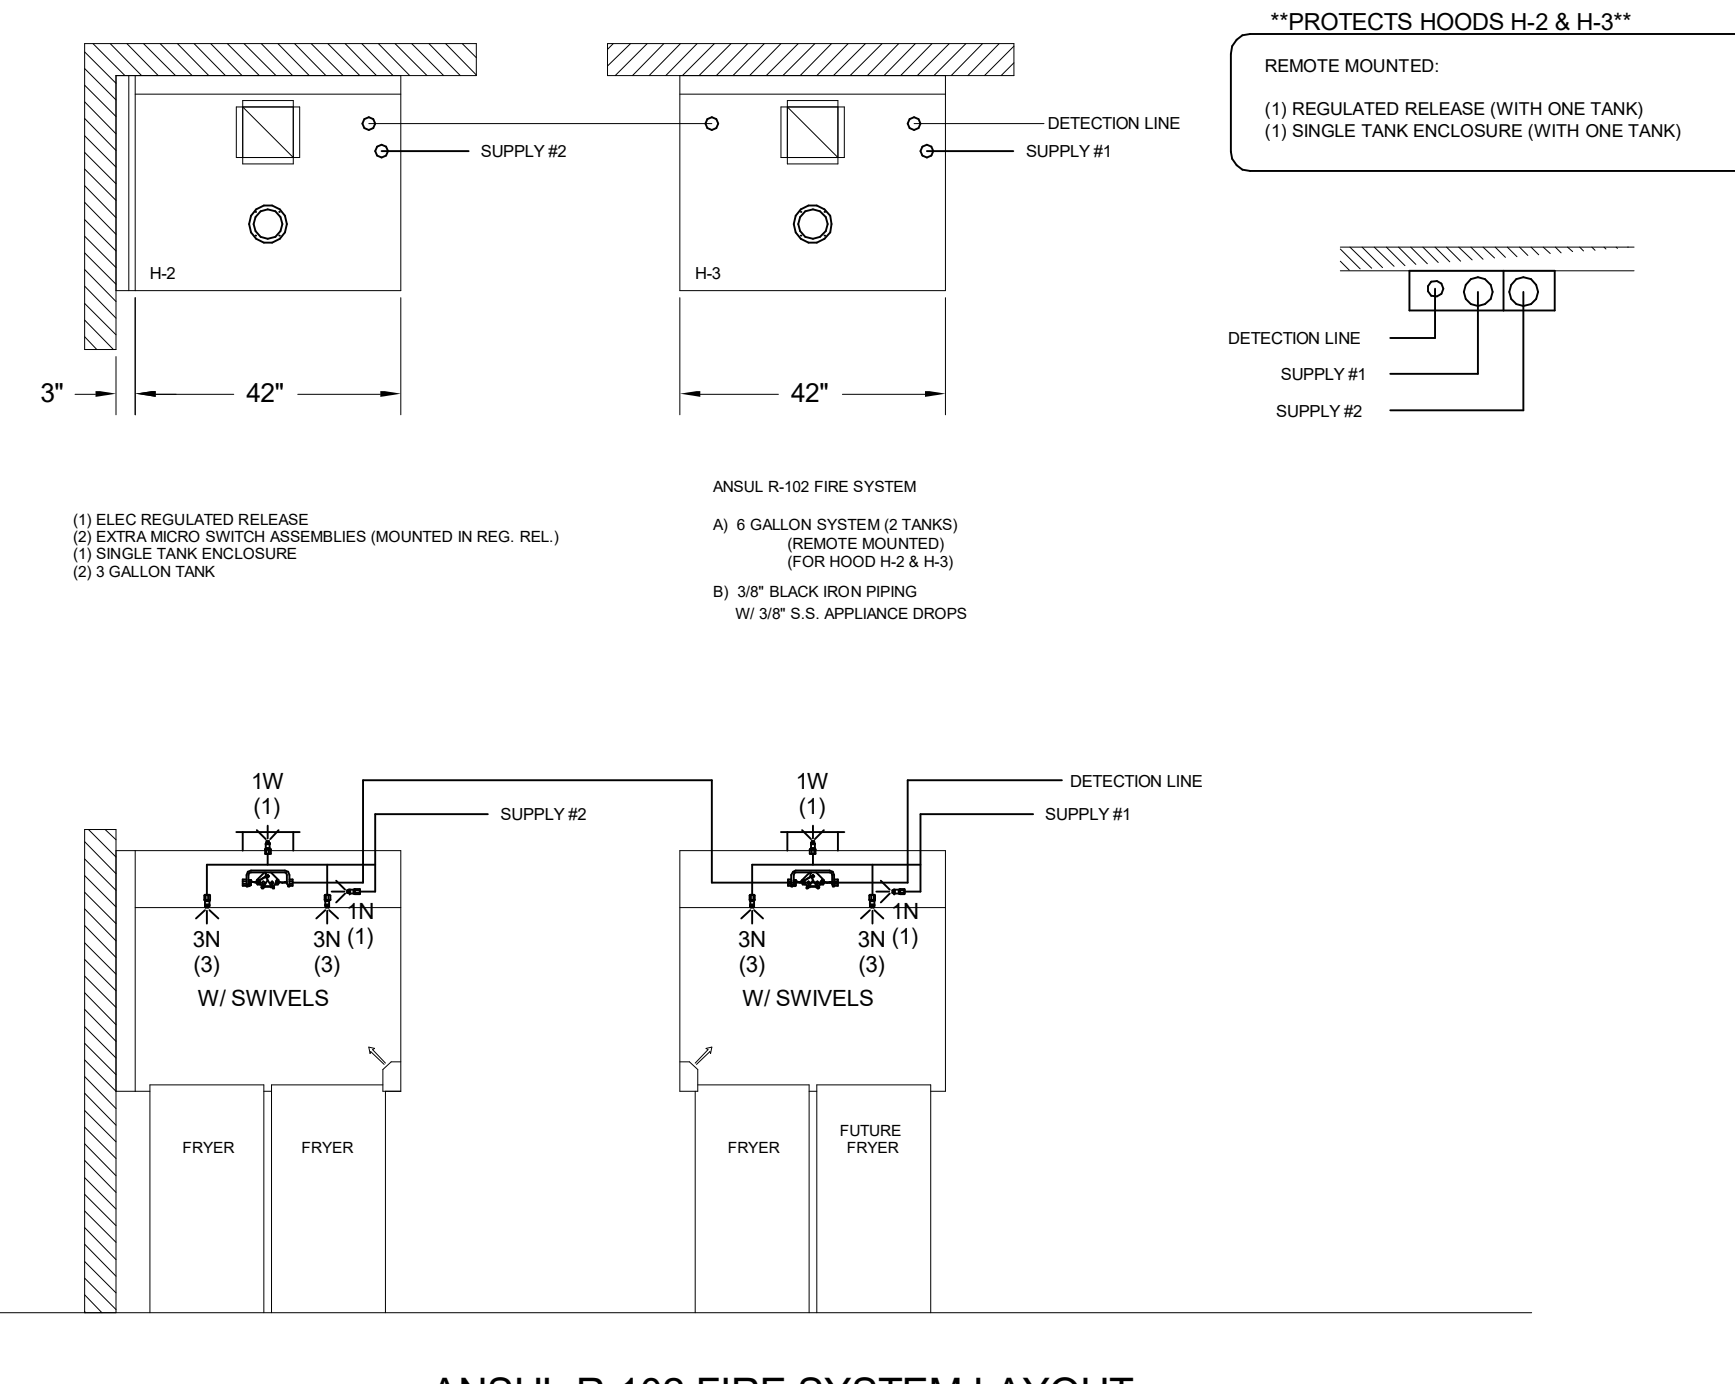 **PROTECTS HOODS H-2 & H-3**
REMOTE MOUNTED:
(1) REGULATED RELEASE (WITH ONE TANK)
(1) SINGLE TANK ENCLOSURE (WITH ONE TANK)
DETECTION LINE
SUPPLY #2
SUPPLY #1
H-2
H-3
3"
42"
42"
DETECTION LINE
SUPPLY #1
SUPPLY #2
(1) ELEC REGULATED RELEASE
(2) EXTRA MICRO SWITCH ASSEMBLIES (MOUNTED IN REG. REL.)
(1) SINGLE TANK ENCLOSURE
(2) 3 GALLON TANK
ANSUL R-102 FIRE SYSTEM
A) 6 GALLON SYSTEM (2 TANKS)
(REMOTE MOUNTED)
(FOR HOOD H-2 & H-3)
B) 3/8" BLACK IRON PIPING
W/ 3/8" S.S. APPLIANCE DROPS
1W
(1)
SUPPLY #2
3N
(3)
3N
(3)
1N
(1)
W/ SWIVELS
FRYER
FRYER
1W
(1)
DETECTION LINE
SUPPLY #1
3N
(3)
3N
(3)
1N
(1)
W/ SWIVELS
FRYER
FUTURE
FRYER
ANSUL R-102 FIRE SYSTEM LAYOUT